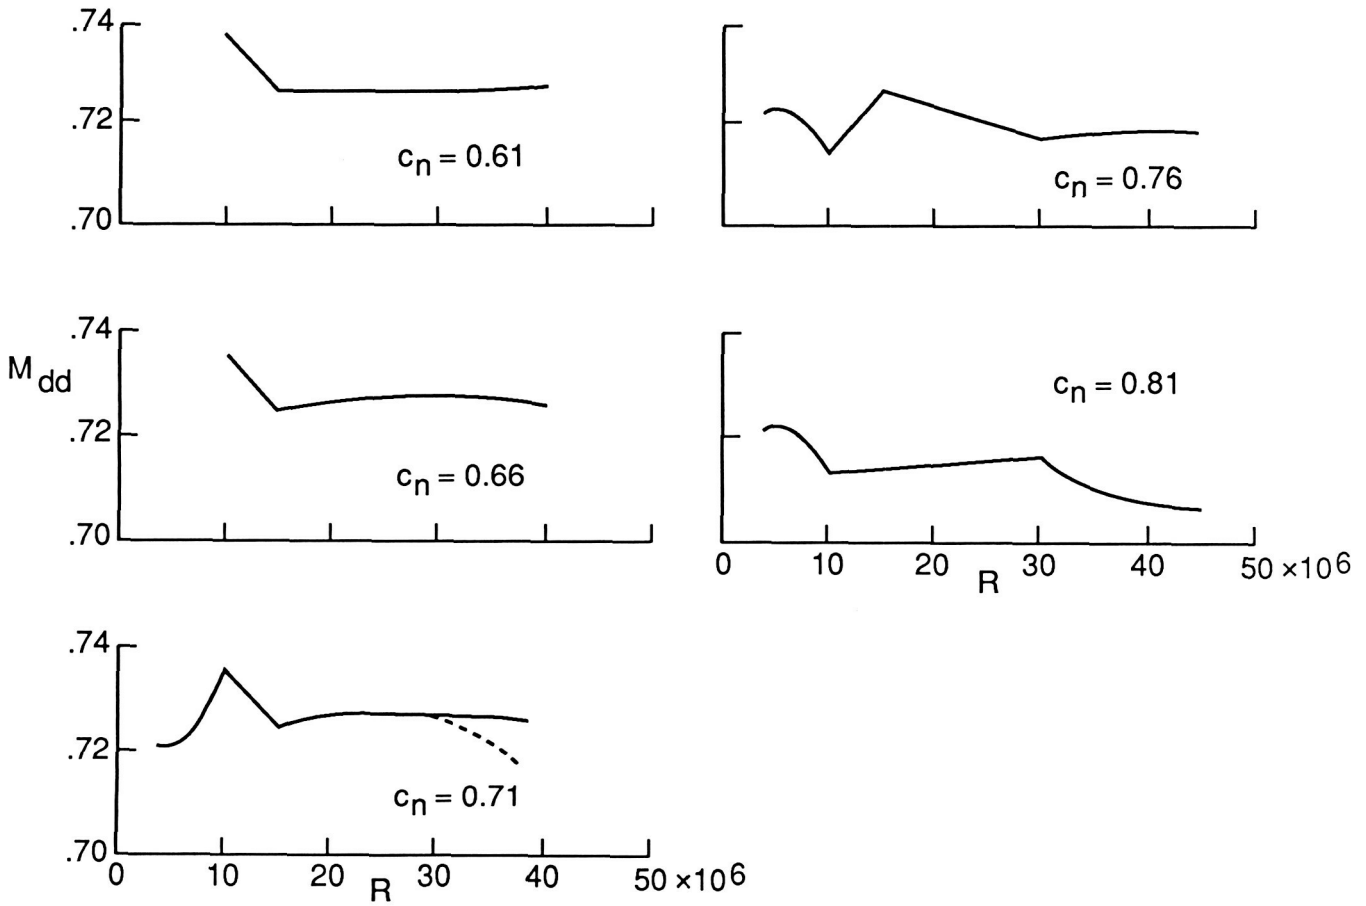 .74
.72
.70
c_n = 0.61
c_n = 0.76
M_dd
.74
.72
.70
c_n = 0.66
c_n = 0.81
0 10 20 30 40 50 ×10^6
R
.74
.72
.70
c_n = 0.71
0 10 20 30 40 50 ×10^6
R